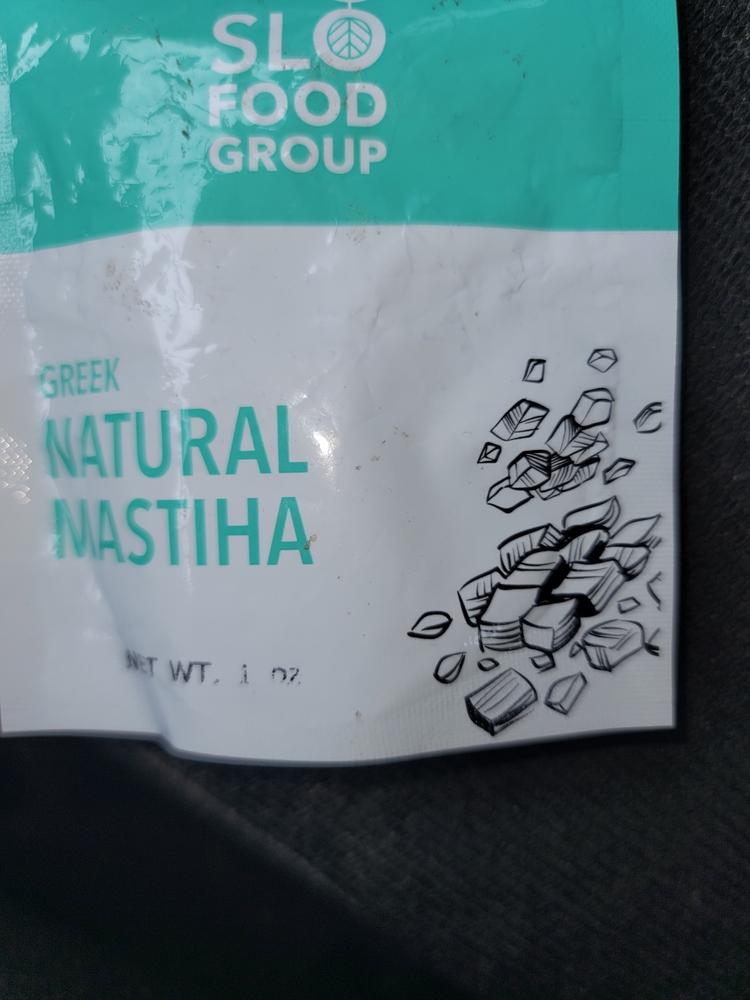 SLO
FOOD
GROUP
GREEK
NATURAL
MASTIHA
NET WT. 1 OZ